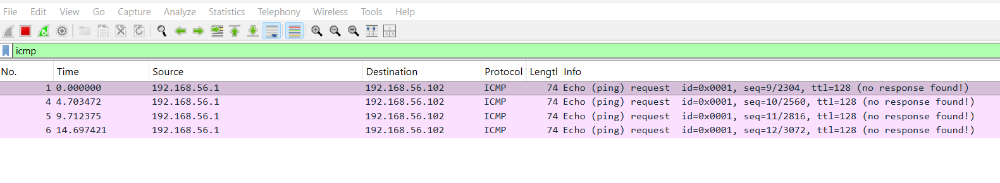 File Edit View Go Capture Analyze Statistics Telephony Wireless Tools Help
icmp
No. Time Source Destination Protocol Lengtl Info
1 0.000000 192.168.56.1 192.168.56.102 ICMP 74 Echo (ping) request id=0x0001, seq=9/2304, ttl=128 (no response found!)
4 4.703472 192.168.56.1 192.168.56.102 ICMP 74 Echo (ping) request id=0x0001, seq=10/2560, ttl=128 (no response found!)
5 9.712375 192.168.56.1 192.168.56.102 ICMP 74 Echo (ping) request id=0x0001, seq=11/2816, ttl=128 (no response found!)
6 14.697421 192.168.56.1 192.168.56.102 ICMP 74 Echo (ping) request id=0x0001, seq=12/3072, ttl=128 (no response found!)